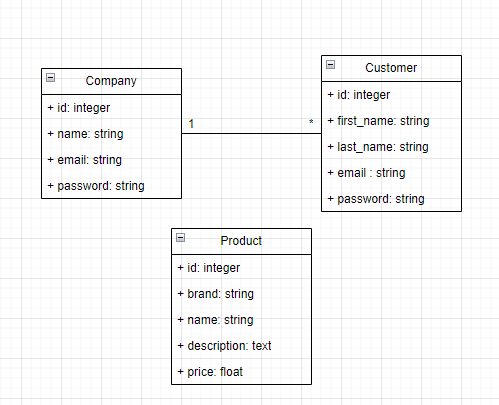 Company
+ id: integer
+ name: string
+ email: string
+ password: string
1
*
Customer
+ id: integer
+ first_name: string
+ last_name: string
+ email : string
+ password: string
Product
+ id: integer
+ brand: string
+ name: string
+ description: text
+ price: float